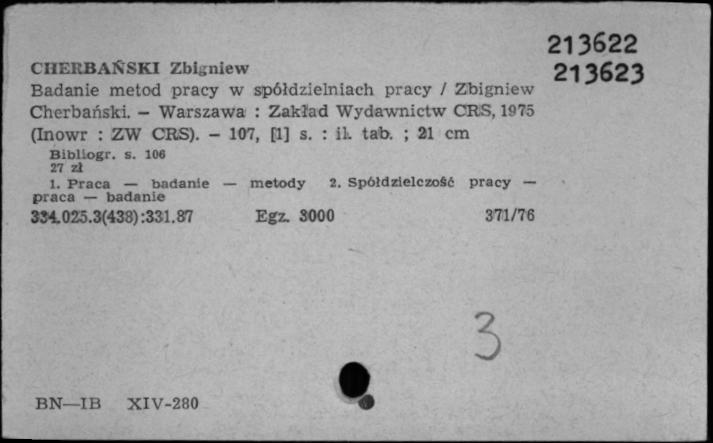 213622
213623
CHERBAŃSKI Zbigniew
Badanie metod pracy w spółdzielniach pracy / Zbigniew
Cherbański. — Warszawa : Zakład Wydawnictw CRS, 1975
(Inowr : ZW CRS). — 107, [1] s. : il. tab. ; 21 cm
Bibliogr. s. 106
27 zł
1. Praca — badanie — metody 2. Spółdzielczość pracy —
praca — badanie
334.025.3(438):331.87 Egz. 3000 371/76
3
BN—IB XIV-280